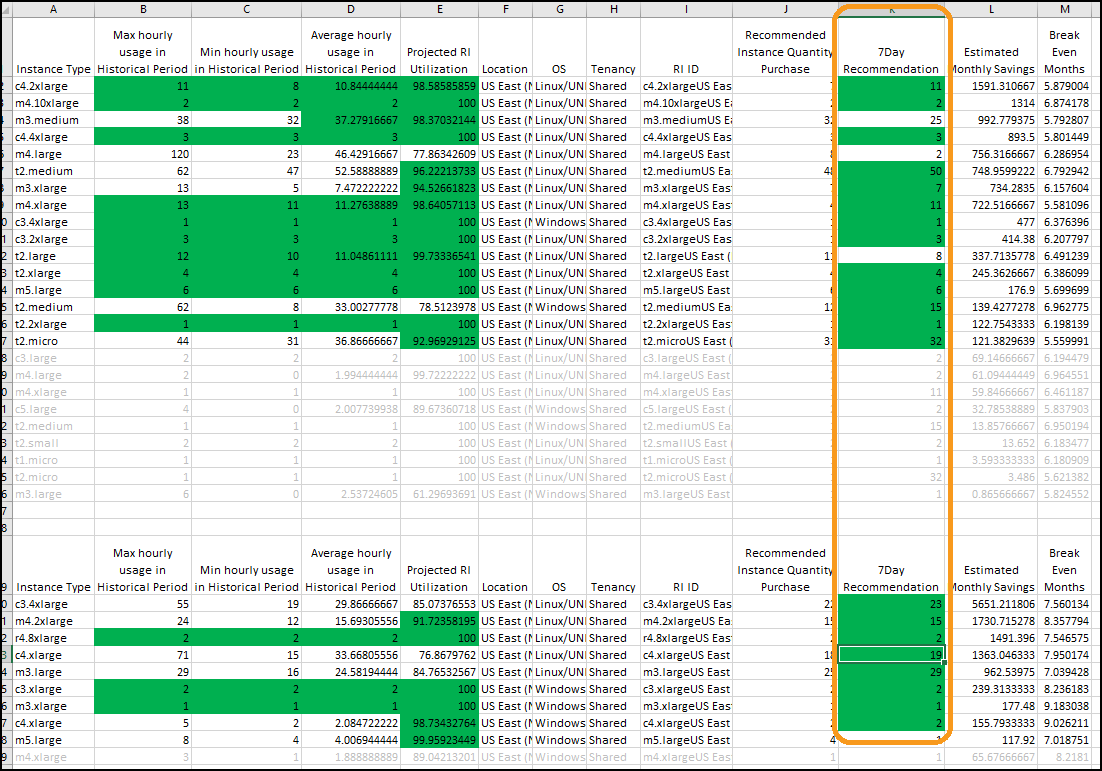 A B C D E F G H I J K L M
Instance Type Max hourly usage in Historical Period Min hourly usage in Historical Period Average hourly usage in Historical Period Projected RI Utilization Location OS Tenancy RI ID Recommended Instance Quantity Purchase 7Day Recommendation Estimated Monthly Savings Break Even Months
c4.2xlarge 11 8 10.84444444 98.58585859 US East (N Linux/UNI Shared c4.2xlargeUS Eas 11 1591.310667 5.879004
m4.10xlarge 2 2 2 100 US East (N Linux/UNI Shared m4.10xlargeUS Ea 2 1314 6.874178
m3.medium 38 32 37.27916667 98.37032144 US East (N Linux/UNI Shared m3.mediumUS Ea 25 992.779375 5.792807
c4.4xlarge 3 3 3 100 US East (N Linux/UNI Shared c4.4xlargeUS Eas 3 893.5 5.801449
m4.large 120 23 46.42916667 77.86342609 US East (N Linux/UNI Shared m4.largeUS East 2 756.3166667 6.286954
t2.medium 62 47 52.58888889 96.22213733 US East (N Linux/UNI Shared t2.mediumUS Eas 50 748.9599222 6.792942
m3.xlarge 13 5 7.472222222 94.52661823 US East (N Linux/UNI Shared m3.xlargeUS East 7 734.2835 6.157604
m4.xlarge 13 11 11.27638889 98.64057113 US East (N Linux/UNI Shared m4.xlargeUS East 11 722.5166667 5.581096
c3.4xlarge 1 1 1 100 US East (N Windows Shared c3.4xlargeUS Eas 1 477 6.376396
c3.2xlarge 3 3 3 100 US East (N Linux/UNI Shared c3.2xlargeUS Eas 3 414.38 6.207797
t2.large 12 10 11.04861111 99.73336541 US East (N Linux/UNI Shared t2.largeUS East ( 8 337.7135778 6.491239
t2.xlarge 4 4 4 100 US East (N Linux/UNI Shared t2.xlargeUS East 4 245.3626667 6.386099
m5.large 6 6 6 100 US East (N Linux/UNI Shared m5.largeUS East 6 176.9 5.699699
t2.medium 62 8 33.00277778 78.5123978 US East (N Windows Shared t2.mediumUS Eas 15 139.4277278 6.962775
t2.2xlarge 1 1 1 100 US East (N Linux/UNI Shared t2.2xlargeUS Eas 1 122.7543333 6.198139
t2.micro 44 31 36.86666667 92.96929125 US East (N Linux/UNI Shared t2.microUS East ( 32 121.3829639 5.559991
c3.large 2 2 2 100 US East (N Linux/UNI Shared c3.largeUS East ( 2 69.14666667 6.194479
m4.large 2 0 1.994444444 99.72222222 US East (N Windows Shared m4.largeUS East 2 61.09444449 6.964551
m4.xlarge 1 1 1 100 US East (N Windows Shared m4.xlargeUS East 11 59.84666667 6.461187
c5.large 4 0 2.007739938 89.67360718 US East (N Windows Shared c5.largeUS East ( 2 32.78538889 5.837903
t2.medium 1 1 1 100 US East (N Windows Shared t2.mediumUS Ea 15 13.85766667 6.950194
t2.small 2 2 2 100 US East (N Linux/UNI Shared t2.smallUS East ( 2 13.652 6.183477
t1.micro 1 1 1 100 US East (N Linux/UNI Shared t1.microUS East ( 1 3.593333333 6.180909
t2.micro 1 1 1 100 US East (N Windows Shared t2.microUS East ( 32 3.486 5.621382
m3.large 6 0 2.53724605 61.29693691 US East (N Windows Shared m3.largeUS East 1 0.865666667 5.824552
Instance Type Max hourly usage in Historical Period Min hourly usage in Historical Period Average hourly usage in Historical Period Projected RI Utilization Location OS Tenancy RI ID Recommended Instance Quantity Purchase 7Day Recommendation Estimated Monthly Savings Break Even Months
c3.4xlarge 55 19 29.86666667 85.07376553 US East (N Linux/UNI Shared c3.4xlargeUS Eas 23 5651.211806 7.560134
m4.2xlarge 24 12 15.69305556 91.72358195 US East (N Linux/UNI Shared m4.2xlargeUS Ea 15 1730.715278 8.357794
r4.8xlarge 2 2 2 100 US East (N Linux/UNI Shared r4.8xlargeUS Eas 2 1491.396 7.546575
c4.xlarge 71 15 33.66805556 76.8679762 US East (N Linux/UNI Shared c4.xlargeUS East 19 1363.046333 7.950174
m3.large 29 16 24.58194444 84.76532567 US East (N Linux/UNI Shared m3.largeUS East 29 962.53975 7.039428
c3.xlarge 2 2 2 100 US East (N Windows Shared c3.xlargeUS East 2 239.3133333 8.236183
m3.xlarge 1 1 1 100 US East (N Windows Shared m3.xlargeUS East 1 177.48 9.183038
c4.xlarge 5 2 2.084722222 98.73432764 US East (N Windows Shared c4.xlargeUS East 2 155.7933333 9.026211
m5.large 8 4 4.006944444 99.95923449 US East (N Windows Shared m5.largeUS East 4 1 117.92 7.018751
m4.xlarge 3 1 1.888888889 89.04213201 US East (N Windows Shared m4.xlargeUS East 1 1 65.67666667 8.2181